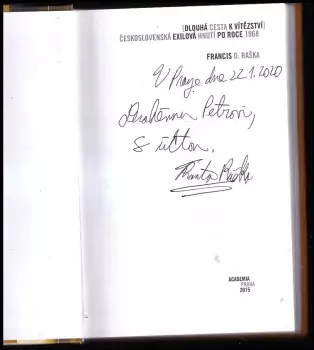 [DLOUHÁ CESTA K VÍTĚZSTVÍ]
ČESKOSLOVENSKÁ EXILOVÁ HNUTÍ PO ROCE 1968
FRANCIS D. RAŠKA
V Praze dne 22.1.2020
Drahému Petrovi,
s úctou,
Raška
ACADEMIA
PRAHA
2015